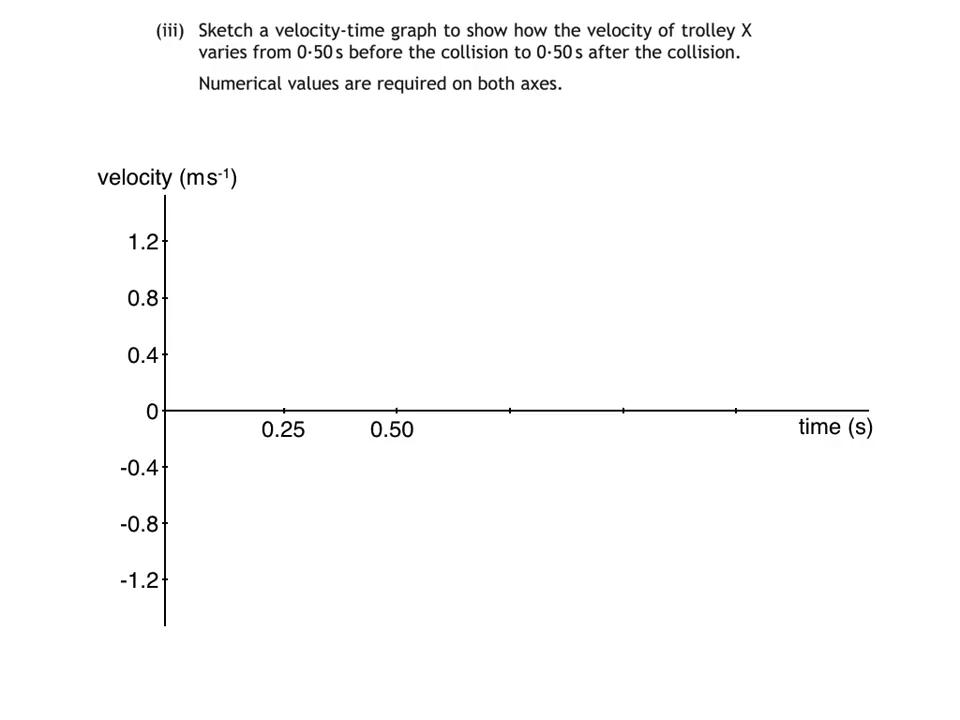 (iii) Sketch a velocity-time graph to show how the velocity of trolley X
varies from 0·50 s before the collision to 0·50 s after the collision.
Numerical values are required on both axes.
velocity (ms⁻¹)
1.2
0.8
0.4
0
0.25
0.50
time (s)
-0.4
-0.8
-1.2